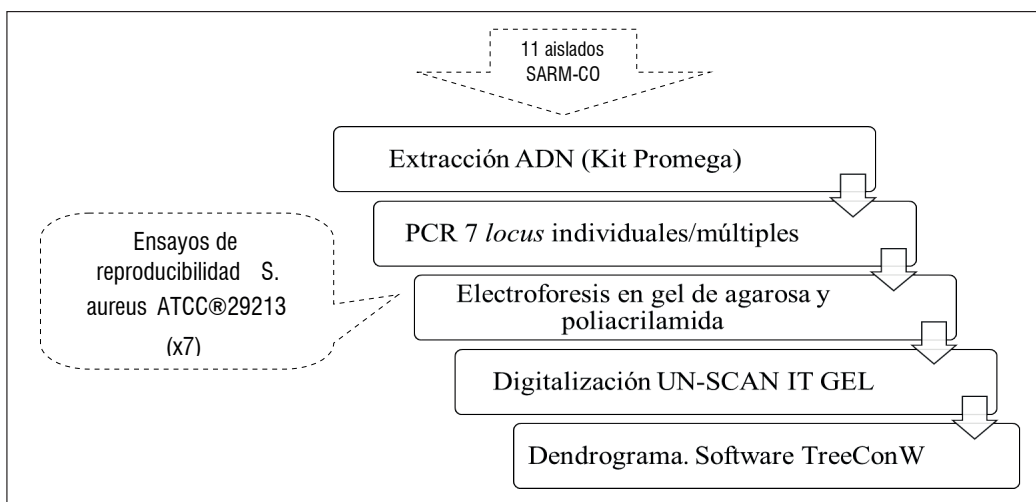 11 aislados
SARM-CO
Extracción ADN (Kit Promega)
PCR 7 locus individuales/múltiples
Ensayos de
reproducibilidad S.
aureus ATCC®29213
(x7)
Electroforesis en gel de agarosa y
poliacrilamida
Digitalización UN-SCAN IT GEL
Dendrograma. Software TreeConW